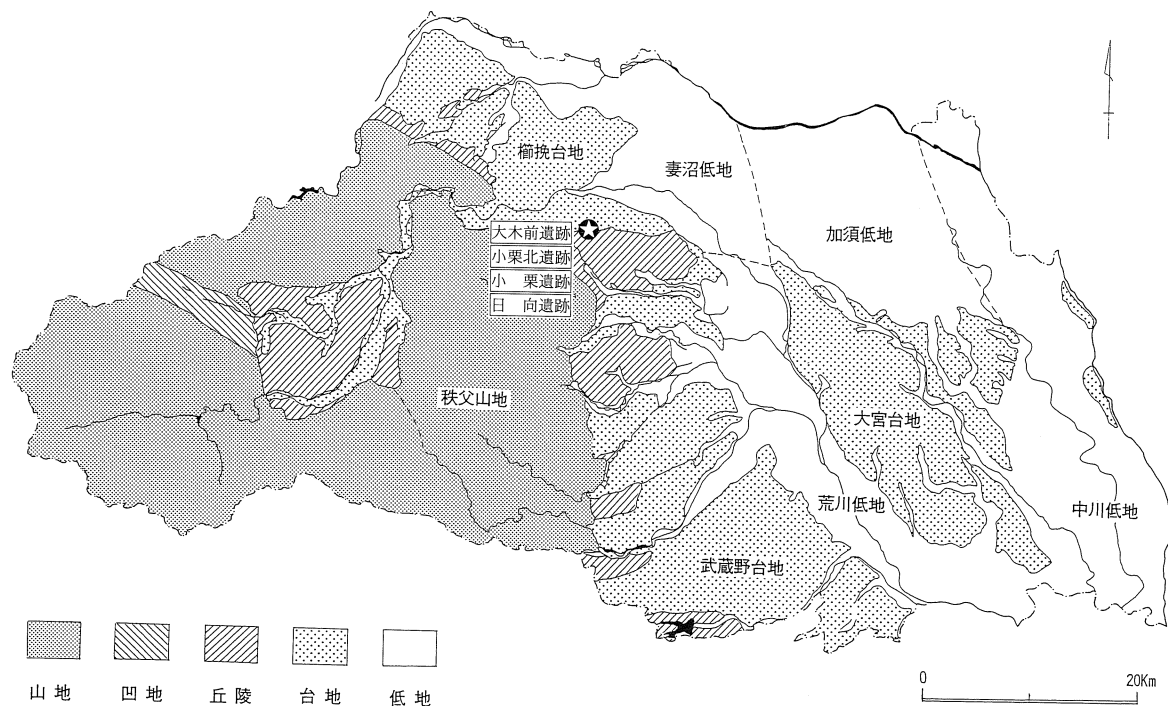 櫛挽台地
妻沼低地
加須低地
大木前遺跡
小栗北遺跡
小 栗遺跡
日 向遺跡
秩父山地
大宮台地
荒川低地
中川低地
武蔵野台地
山地
凹地
丘陵
台地
低地
0
20Km